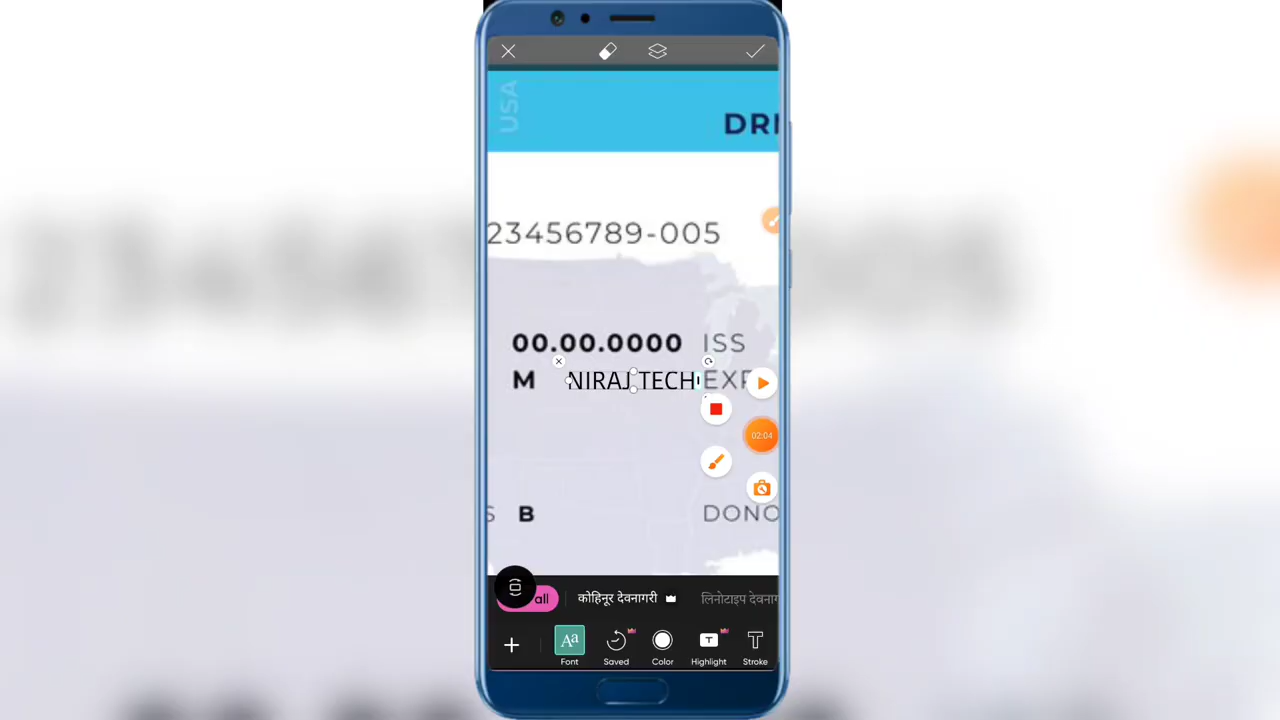 USA
DRI
23456789-005
00.00.0000 ISS
M NIRAJ TECH EXP
02:04
S B DONO
all कोहिनूर देवनागरी लिनोटाइप देवनाग
Font Saved Color Highlight Stroke